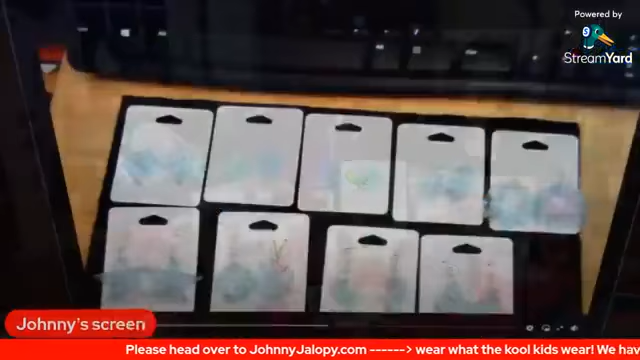 Powered by
StreamYard
Johnny's screen
Please head over to JohnnyJalopy.com ------> wear what the kool kids wear! We hav